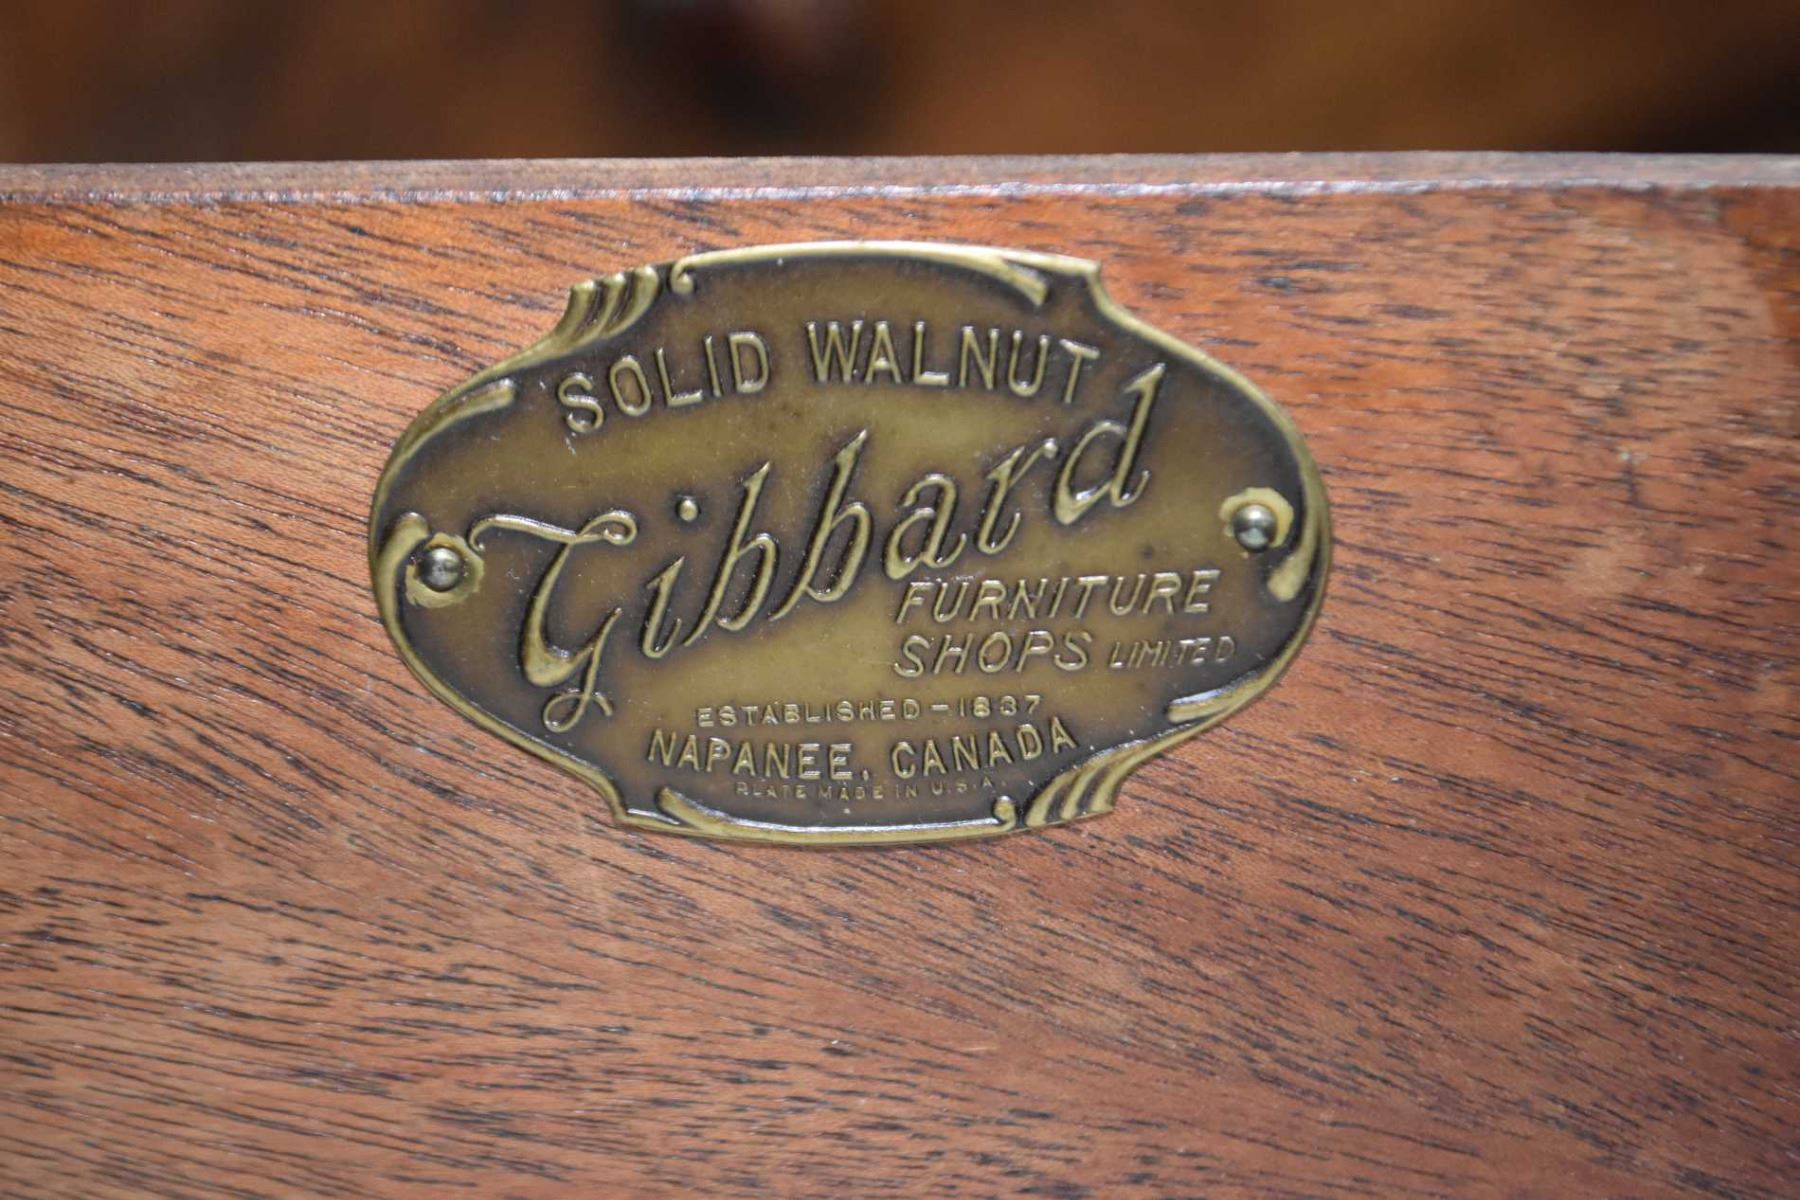 SOLID WALNUT
Gibbard
FURNITURE
SHOPS LIMITED
ESTABLISHED - 1837
NAPANEE, CANADA
PLATE MADE IN U.S.A.